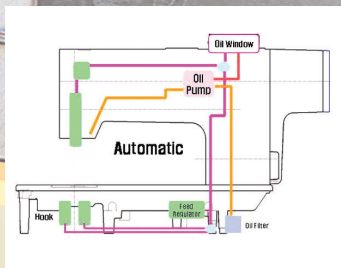 Oil Window
Oil
Pump
Automatic
Feed
Regulator
Hook
Oil Filter